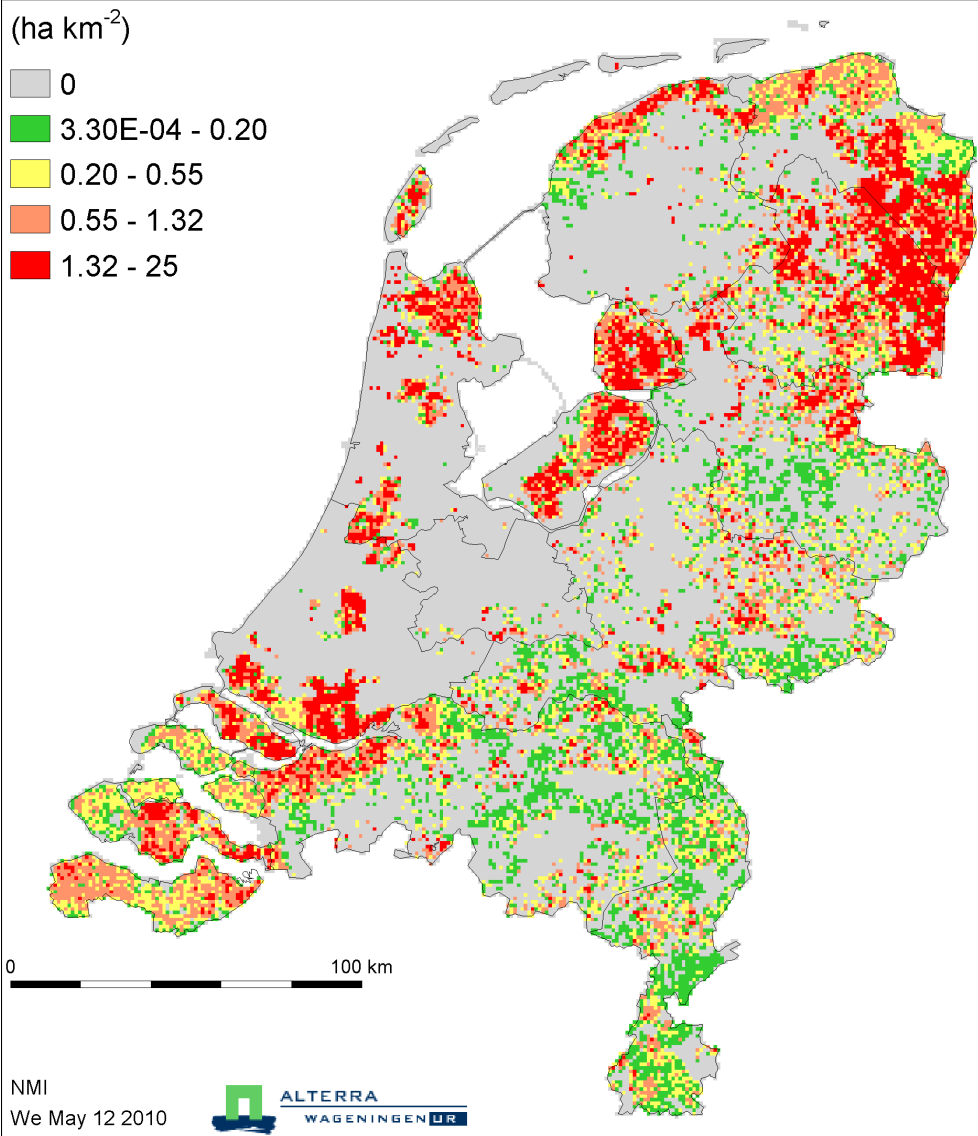 (ha km-2)
0
3.30E-04 - 0.20
0.20 - 0.55
0.55 - 1.32
1.32 - 25
0 100 km
NMI
We May 12 2010
ALTERRA
WAGENINGEN UR